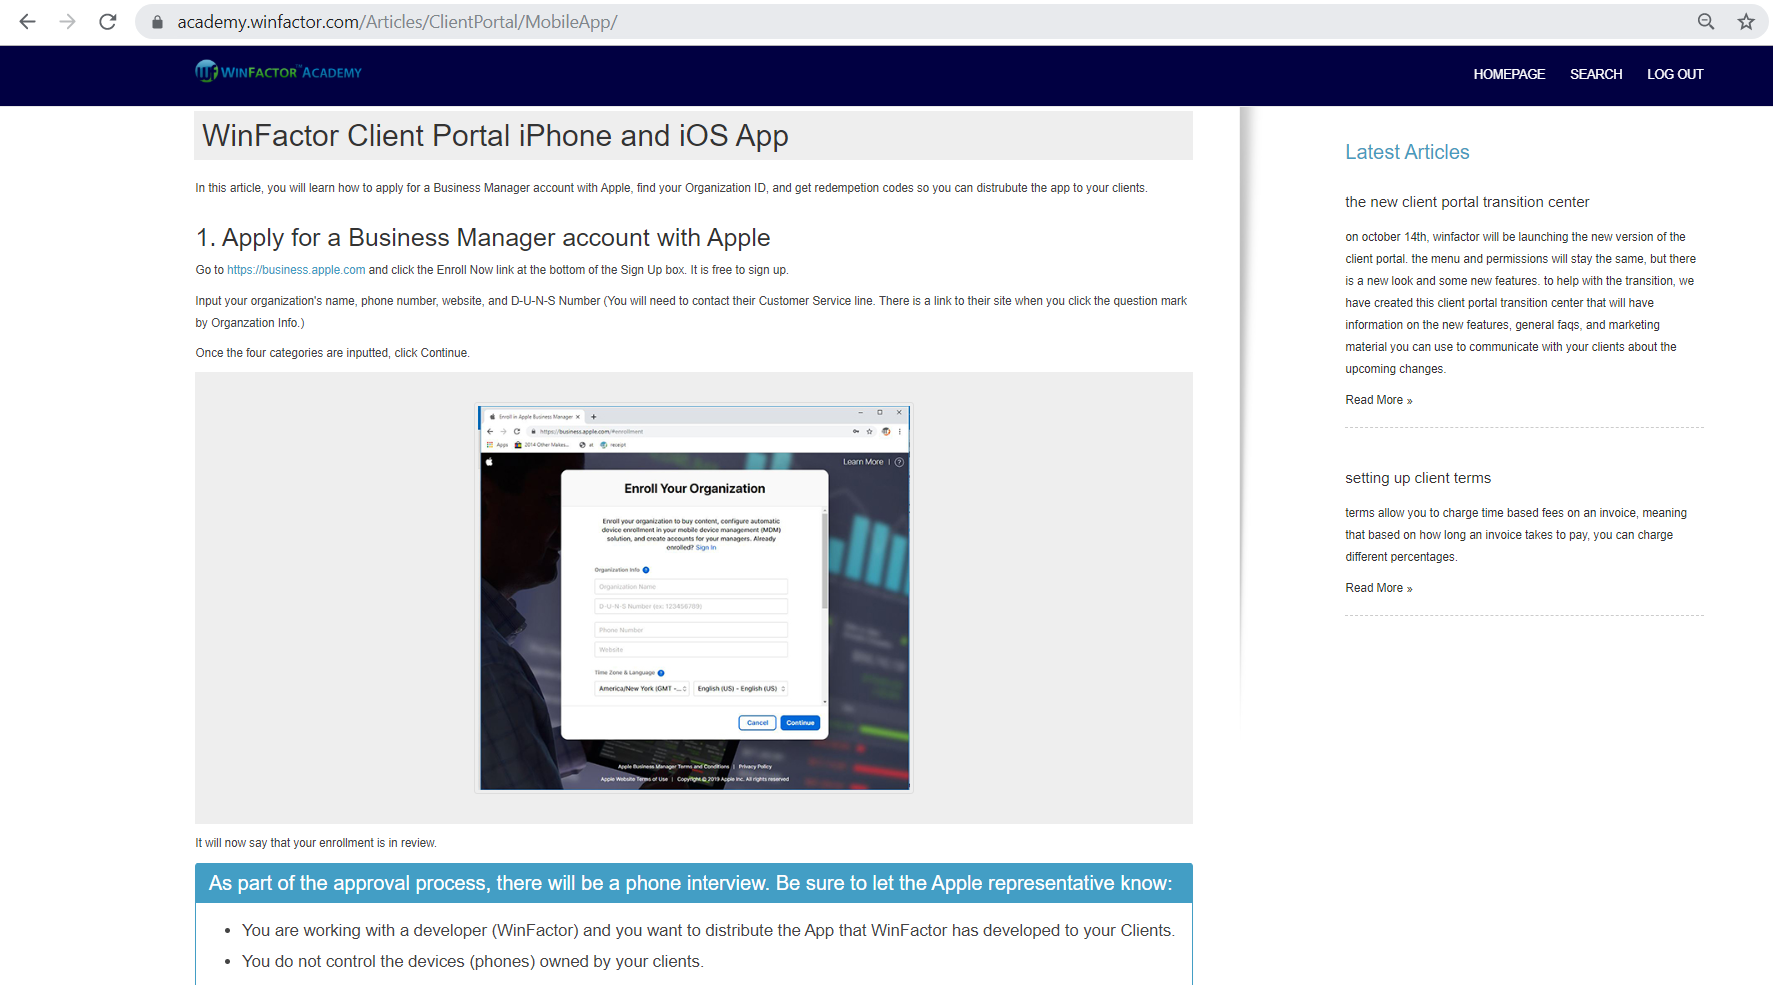 academy.winfactor.com/Articles/ClientPortal/MobileApp/
WF WINFACTOR™ ACADEMY
HOMEPAGE SEARCH LOG OUT
WinFactor Client Portal iPhone and iOS App
In this article, you will learn how to apply for a Business Manager account with Apple, find your Organization ID, and get redempetion codes so you can distrubute the app to your clients.
1. Apply for a Business Manager account with Apple
Go to https://business.apple.com and click the Enroll Now link at the bottom of the Sign Up box. It is free to sign up.
Input your organization's name, phone number, website, and D-U-N-S Number (You will need to contact their Customer Service line. There is a link to their site when you click the question mark
by Organzation Info.)
Once the four categories are inputted, click Continue.
Enroll in Apple Business Manager
https://business.apple.com/#enrollment
Apps 2014 Other Makes... at receipt
Learn More | ?
Enroll Your Organization
Enroll your organization to buy content, configure automatic
device enrollment in your mobile device management (MDM)
solution, and create accounts for your managers. Already
enrolled? Sign In
Organization Info ?
Organization Name
D-U-N-S Number (ex: 123456789)
Phone Number
Website
Time Zone & Language ?
America/New York (GMT -... English (US) - English (US)
Cancel Continue
Apple Business Manager Terms and Conditions | Privacy Policy
Apple Website Terms of Use | Copyright © 2019 Apple Inc. All rights reserved
It will now say that your enrollment is in review.
As part of the approval process, there will be a phone interview. Be sure to let the Apple representative know:
• You are working with a developer (WinFactor) and you want to distribute the App that WinFactor has developed to your Clients.
• You do not control the devices (phones) owned by your clients.
Latest Articles
the new client portal transition center
on october 14th, winfactor will be launching the new version of the
client portal. the menu and permissions will stay the same, but there
is a new look and some new features. to help with the transition, we
have created this client portal transition center that will have
information on the new features, general faqs, and marketing
material you can use to communicate with your clients about the
upcoming changes.
Read More »
setting up client terms
terms allow you to charge time based fees on an invoice, meaning
that based on how long an invoice takes to pay, you can charge
different percentages.
Read More »